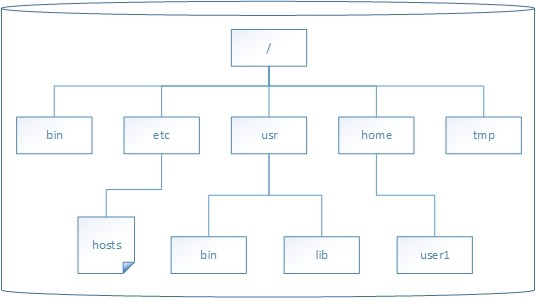 /
bin
etc
usr
home
tmp
hosts
bin
lib
user1